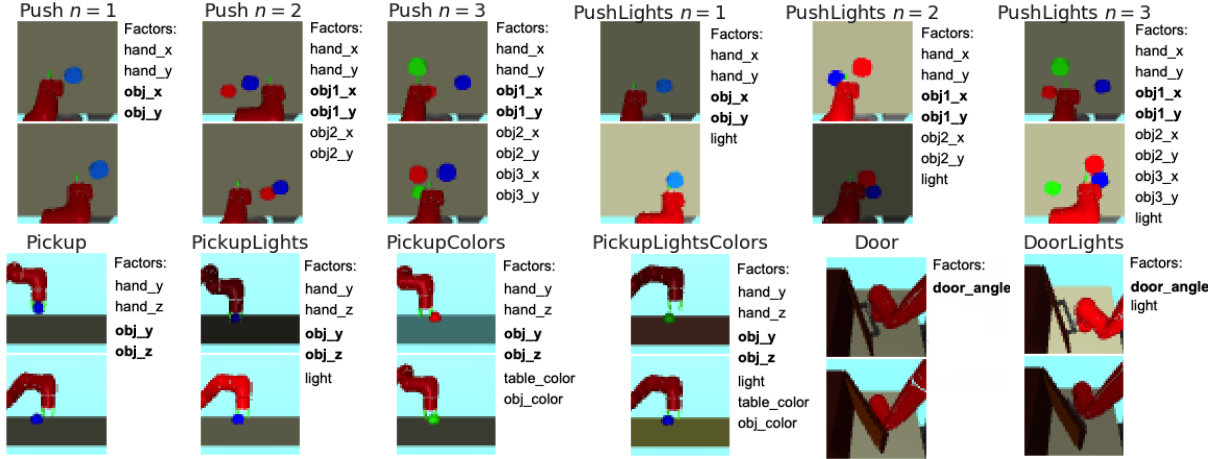 Push n = 1
Factors:
hand_x
hand_y
obj_x
obj_y
Push n = 2
Factors:
hand_x
hand_y
obj1_x
obj1_y
obj2_x
obj2_y
Push n = 3
Factors:
hand_x
hand_y
obj1_x
obj1_y
obj2_x
obj2_y
obj3_x
obj3_y
PushLights n = 1
Factors:
hand_x
hand_y
obj_x
obj_y
light
PushLights n = 2
Factors:
hand_x
hand_y
obj1_x
obj1_y
obj2_x
obj2_y
light
PushLights n = 3
Factors:
hand_x
hand_y
obj1_x
obj1_y
obj2_x
obj2_y
obj3_x
obj3_y
light
Pickup
Factors:
hand_y
hand_z
obj_y
obj_z
PickupLights
Factors:
hand_y
hand_z
obj_y
obj_z
light
PickupColors
Factors:
hand_y
hand_z
obj_y
obj_z
table_color
obj_color
PickupLightsColors
Factors:
hand_y
hand_z
obj_y
obj_z
light
table_color
obj_color
Door
Factors:
door_angle
DoorLights
Factors:
door_angle
light